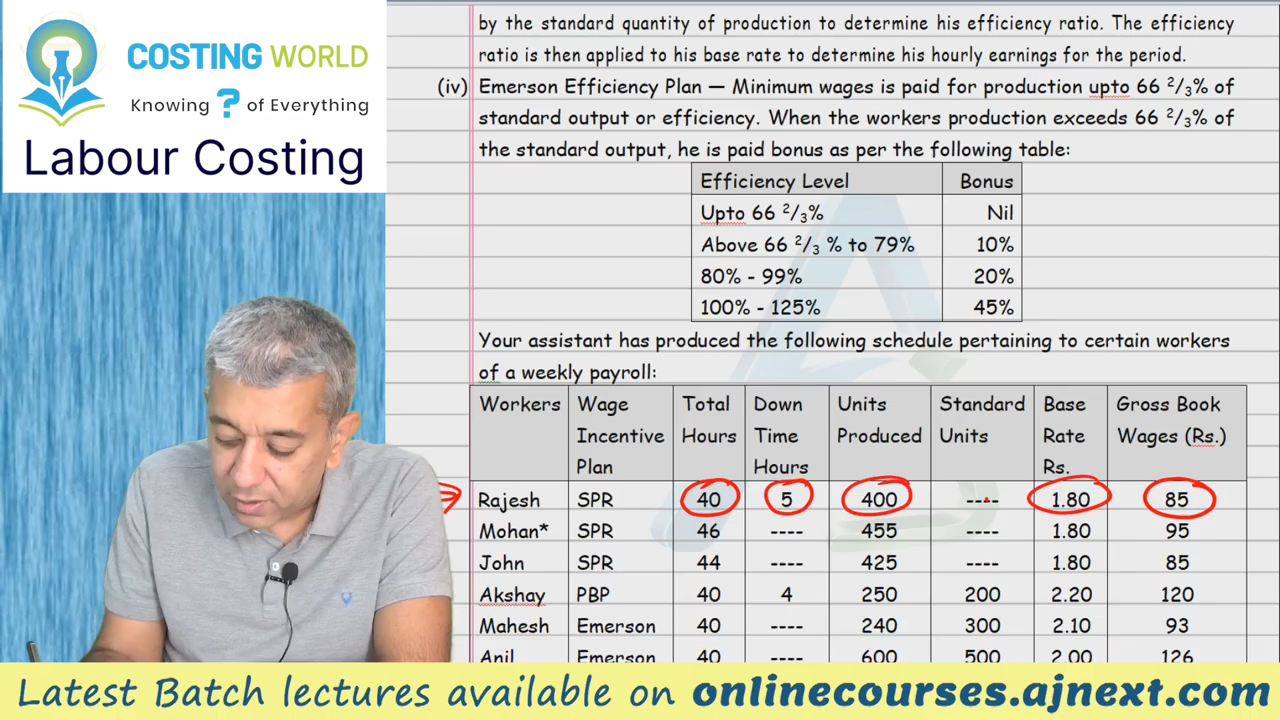 COSTING WORLD
Knowing ? of Everything
Labour Costing
by the standard quantity of production to determine his efficiency ratio. The efficiency
ratio is then applied to his base rate to determine his hourly earnings for the period.
(iv) Emerson Efficiency Plan — Minimum wages is paid for production upto 66 2/3% of
standard output or efficiency. When the workers production exceeds 66 2/3% of
the standard output, he is paid bonus as per the following table:
Efficiency Level Bonus
Upto 66 2/3% Nil
Above 66 2/3 % to 79% 10%
80% - 99% 20%
100% - 125% 45%
Your assistant has produced the following schedule pertaining to certain workers
of a weekly payroll:
Workers Wage Total Down Units Standard Base Gross Book
Incentive Hours Time Produced Units Rate Wages (Rs.)
Plan Hours Rs.
Rajesh SPR 40 5 400 ---- 1.80 85
Mohan* SPR 46 ---- 455 ---- 1.80 95
John SPR 44 ---- 425 ---- 1.80 85
Akshay PBP 40 4 250 200 2.20 120
Mahesh Emerson 40 ---- 240 300 2.10 93
Anil Emerson 40 ---- 600 500 2.00 126
Latest Batch lectures available on onlinecourses.ajnext.com